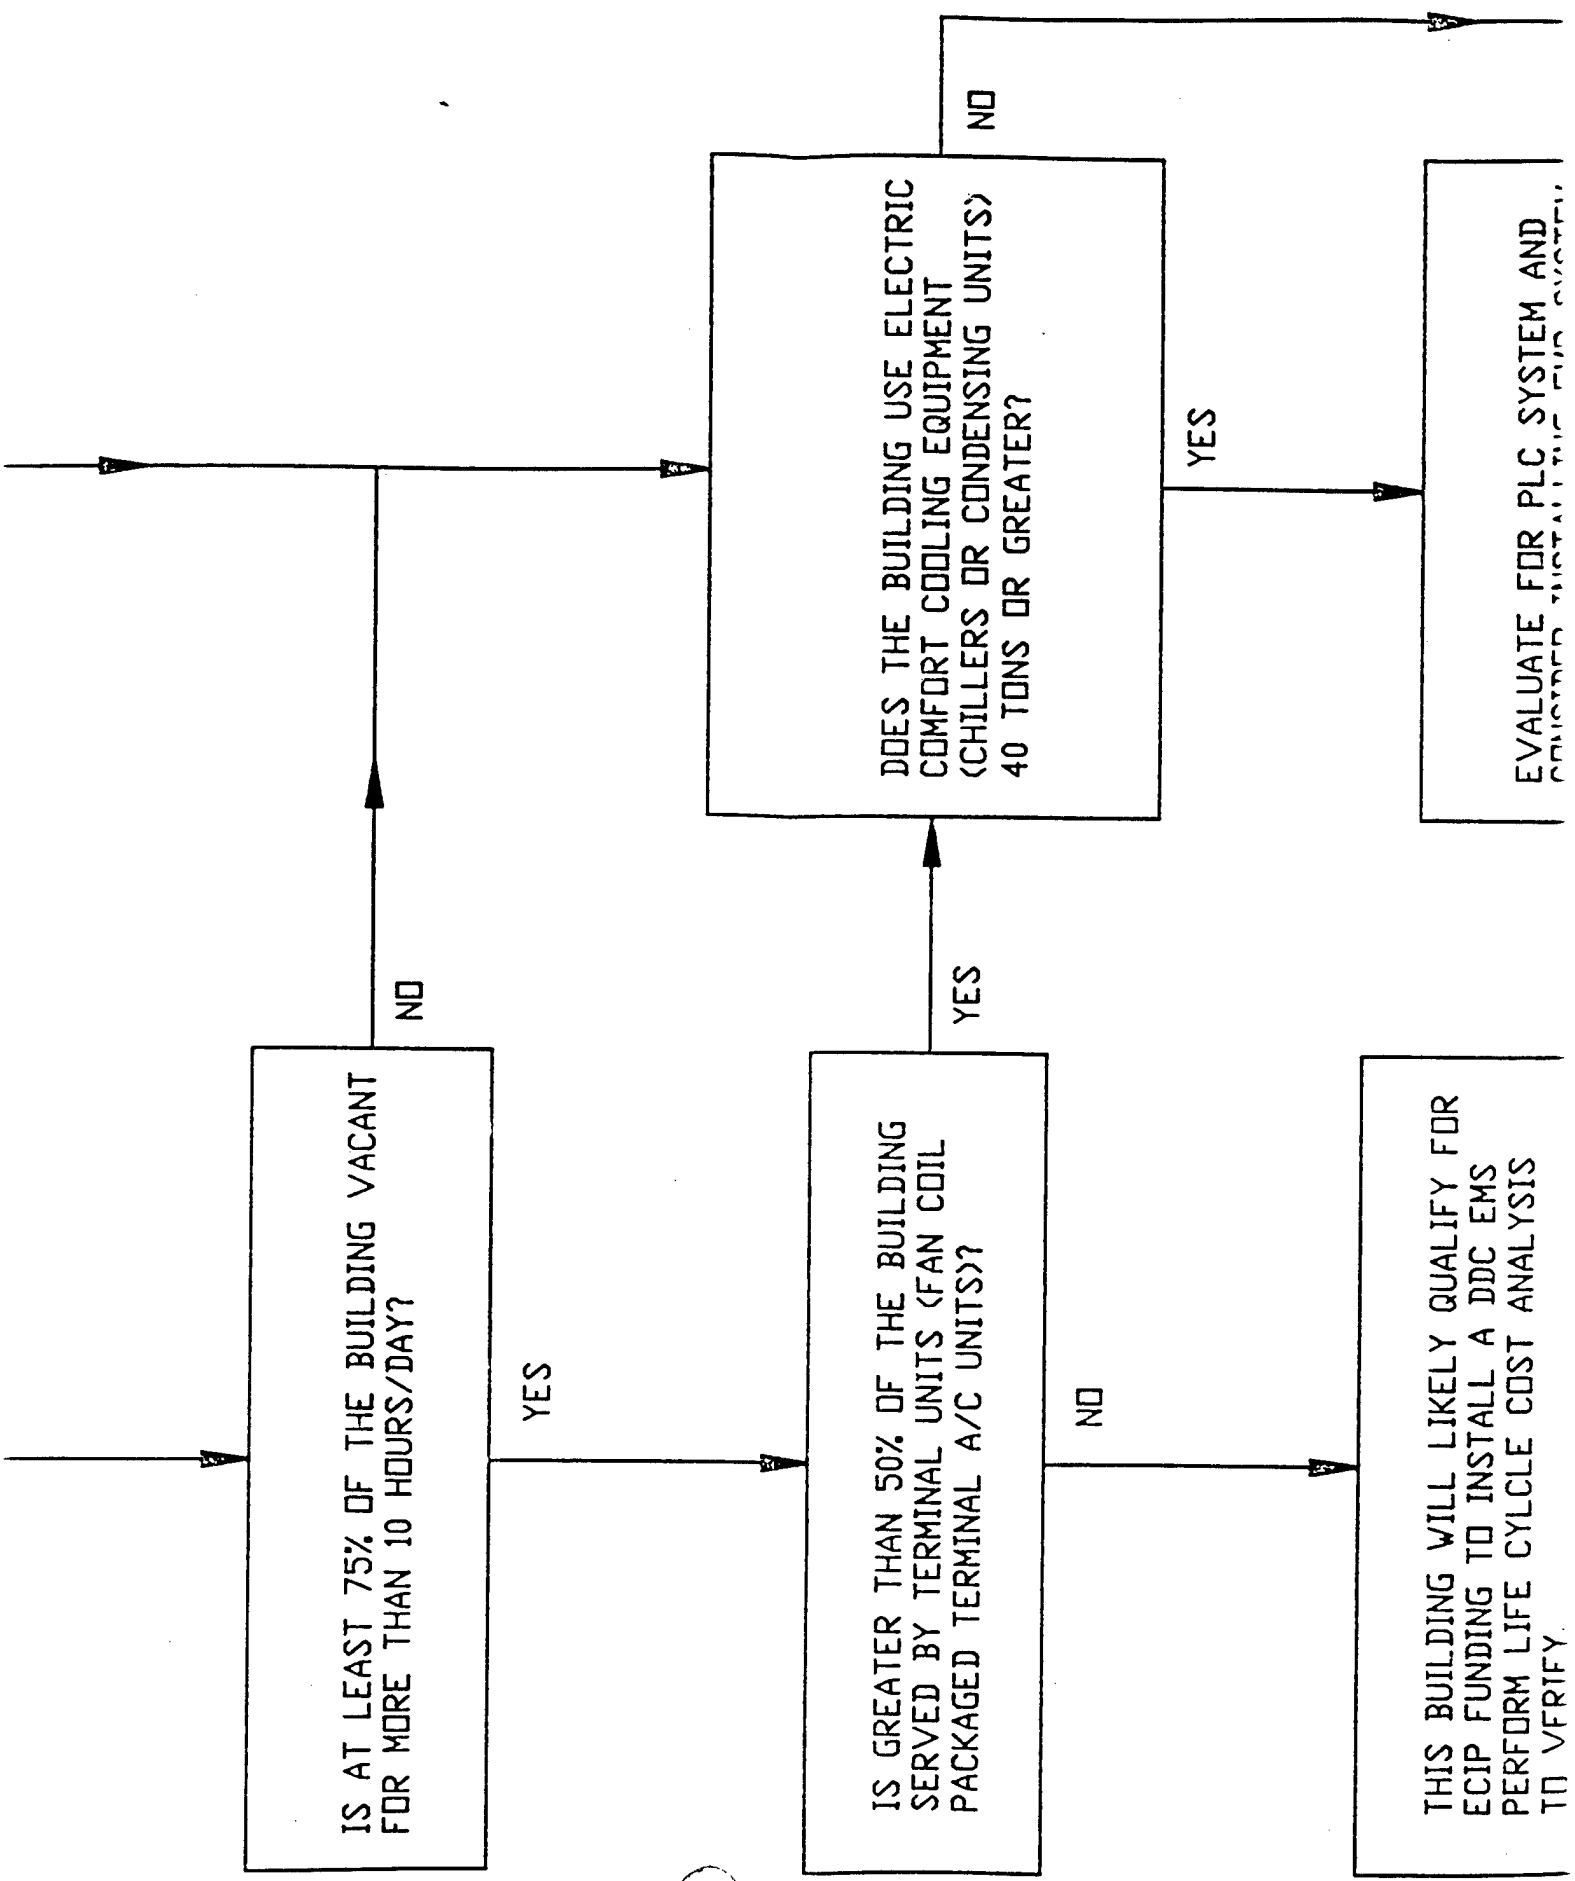 IS AT LEAST 75% OF THE BUILDING VACANT
FOR MORE THAN 10 HOURS/DAY?
NO
YES
IS GREATER THAN 50% OF THE BUILDING
SERVED BY TERMINAL UNITS (FAN COIL
PACKAGED TERMINAL A/C UNITS)?
YES
NO
DOES THE BUILDING USE ELECTRIC
COMFORT COOLING EQUIPMENT
(CHILLERS OR CONDENSING UNITS)
40 TONS OR GREATER?
NO
YES
THIS BUILDING WILL LIKELY QUALIFY FOR
ECIP FUNDING TO INSTALL A DDC EMS
PERFORM LIFE CYLCLE COST ANALYSIS
TO VERIFY.
EVALUATE FOR PLC SYSTEM AND